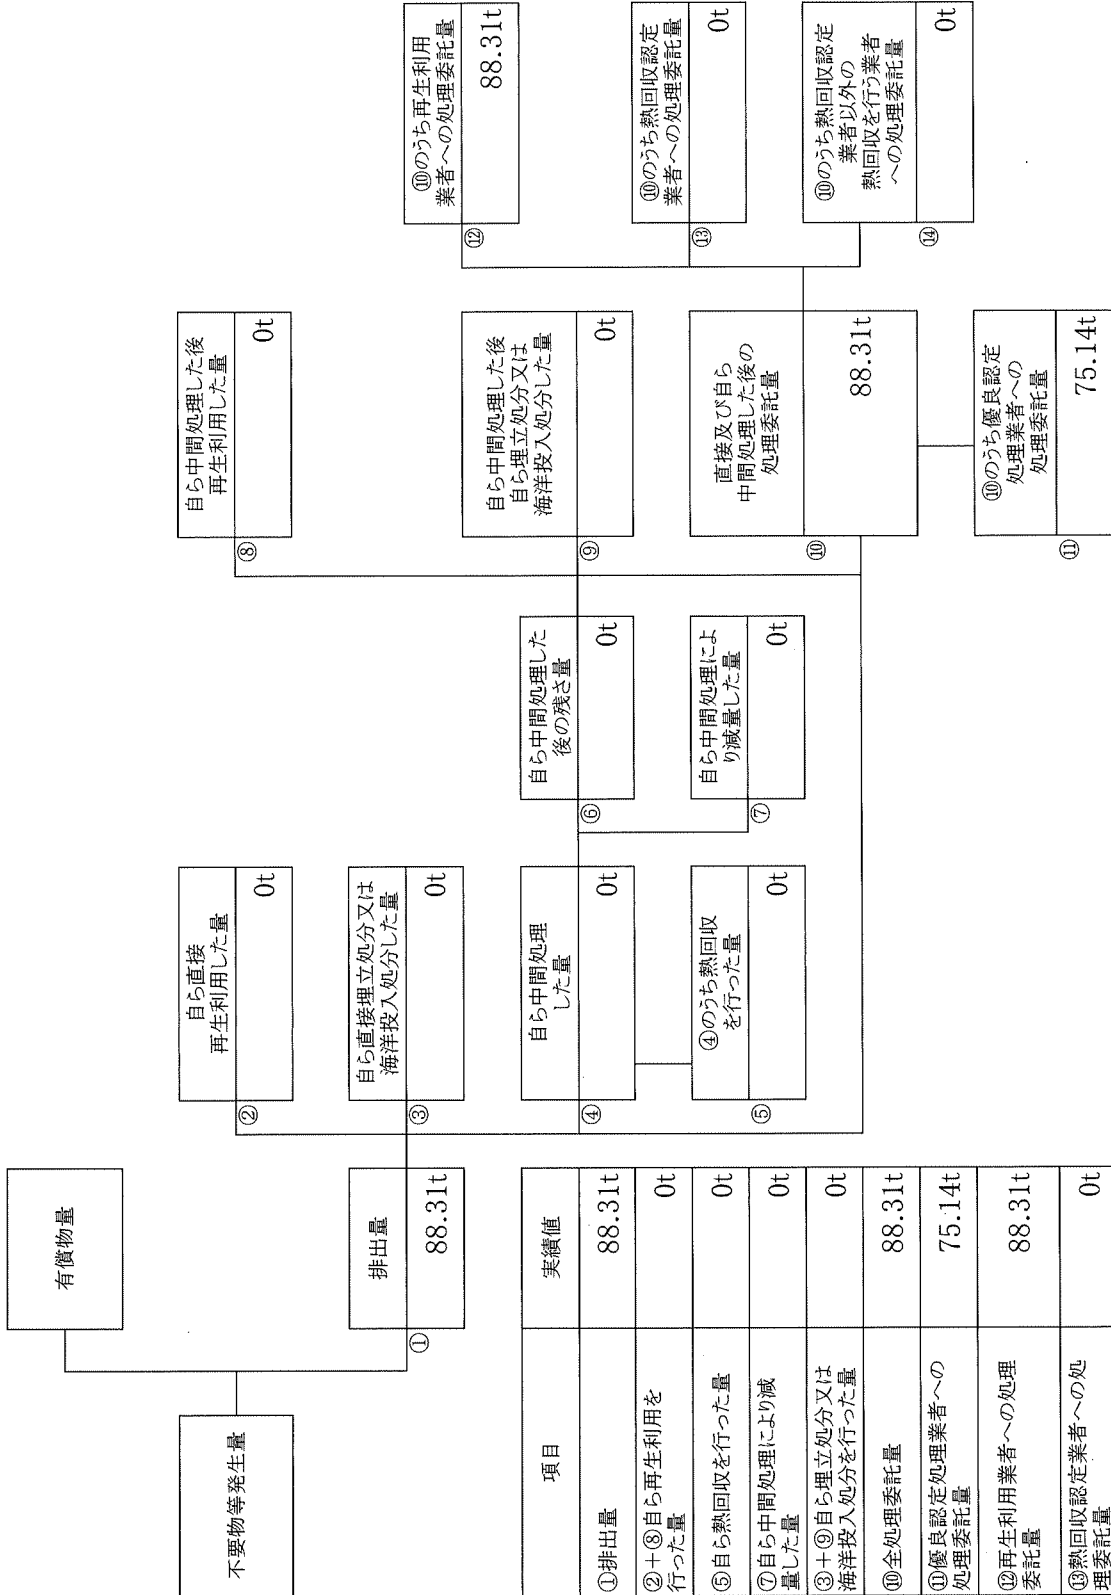 不要物等発生量
有償物量
①
排出量
88.31t
②
自ら直接
再生利用した量
0t
③
自ら直接埋立処分又は
海洋投入処分した量
0t
④
自ら中間処理
した量
0t
⑤
④のうち熱回収
を行った量
0t
⑥
自ら中間処理した
後の残さ量
0t
⑦
自ら中間処理によ
り減量した量
0t
⑧
自ら中間処理した後
再生利用した量
0t
⑨
自ら中間処理した後
自ら埋立処分又は
海洋投入処分した量
0t
⑩
直接及び自ら
中間処理した後の
処理委託量
88.31t
⑪
⑩のうち優良認定
処理業者への
処理委託量
75.14t
⑫
⑩のうち再生利用
業者への処理委託量
88.31t
⑬
⑩のうち熱回収認定
業者への処理委託量
0t
⑭
⑩のうち熱回収認定
業者以外の
熱回収を行う業者
への処理委託量
0t
項目
実績値
①排出量
88.31t
②+⑧自ら再生利用を
行った量
0t
⑤自ら熱回収を行った量
0t
⑦自ら中間処理により減
量した量
0t
③+⑨自ら埋立処分又は
海洋投入処分を行った量
0t
⑩全処理委託量
88.31t
⑪優良認定処理業者への
処理委託量
75.14t
⑫再生利用業者への処理
委託量
88.31t
⑬熱回収認定業者への処
理委託量
0t